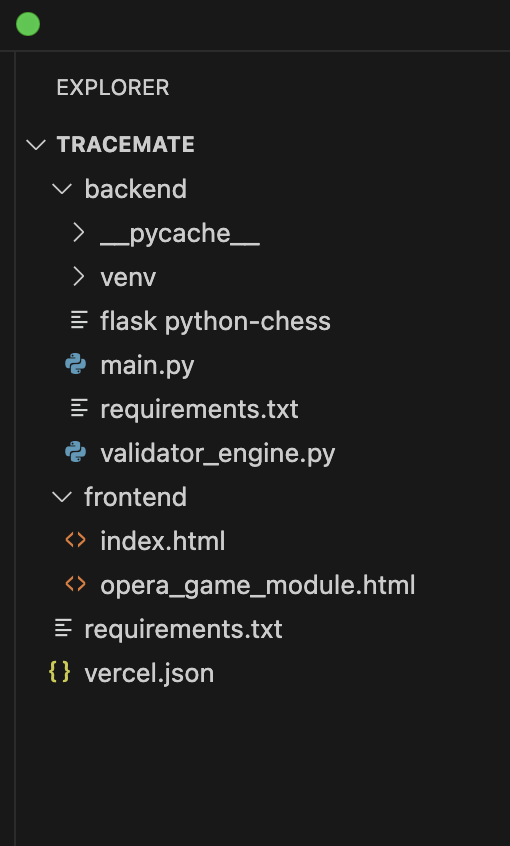 EXPLORER
TRACEMATE
backend
__pycache__
venv
flask python-chess
main.py
requirements.txt
validator_engine.py
frontend
index.html
opera_game_module.html
requirements.txt
vercel.json